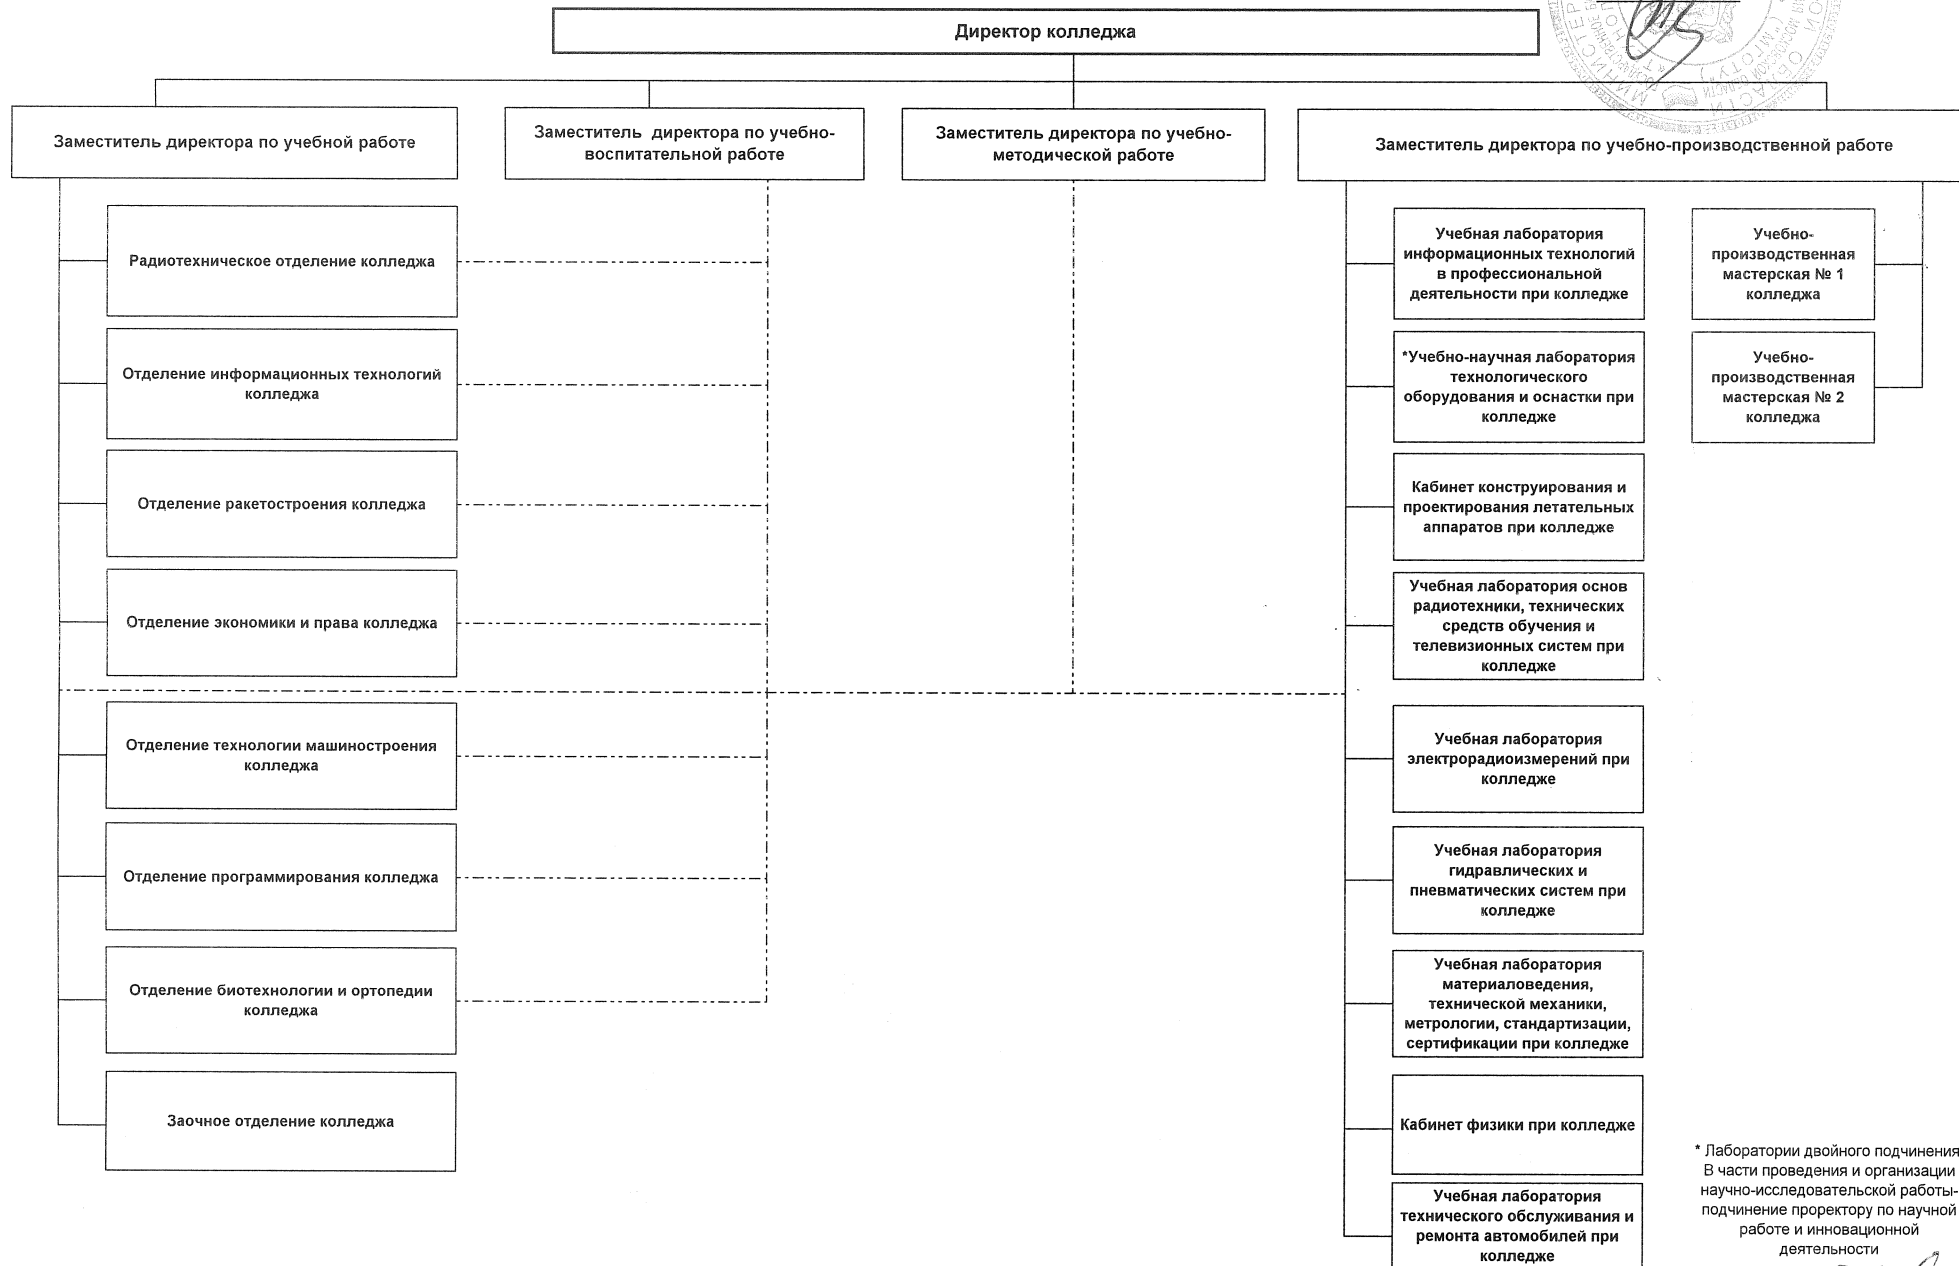 Директор колледжа
Заместитель директора по учебной работе
Заместитель директора по учебно-
воспитательной работе
Заместитель директора по учебно-
методической работе
Заместитель директора по учебно-производственной работе
Радиотехническое отделение колледжа
Отделение информационных технологий
колледжа
Отделение ракетостроения колледжа
Отделение экономики и права колледжа
Отделение технологии машиностроения
колледжа
Отделение программирования колледжа
Отделение биотехнологии и ортопедии
колледжа
Заочное отделение колледжа
Учебная лаборатория
информационных технологий
в профессиональной
деятельности при колледже
*Учебно-научная лаборатория
технологического
оборудования и оснастки при
колледже
Кабинет конструирования и
проектирования летательных
аппаратов при колледже
Учебная лаборатория основ
радиотехники, технических
средств обучения и
телевизионных систем при
колледже
Учебная лаборатория
электрорадиоизмерений при
колледже
Учебная лаборатория
гидравлических и
пневматических систем при
колледже
Учебная лаборатория
материаловедения,
технической механики,
метрологии, стандартизации,
сертификации при колледже
Кабинет физики при колледже
Учебная лаборатория
технического обслуживания и
ремонта автомобилей при
колледже
Учебно-
производственная
мастерская № 1
колледжа
Учебно-
производственная
мастерская № 2
колледжа
* Лаборатории двойного подчинения
В части проведения и организации
научно-исследовательской работы-
подчинение проректору по научной
работе и инновационной
деятельности